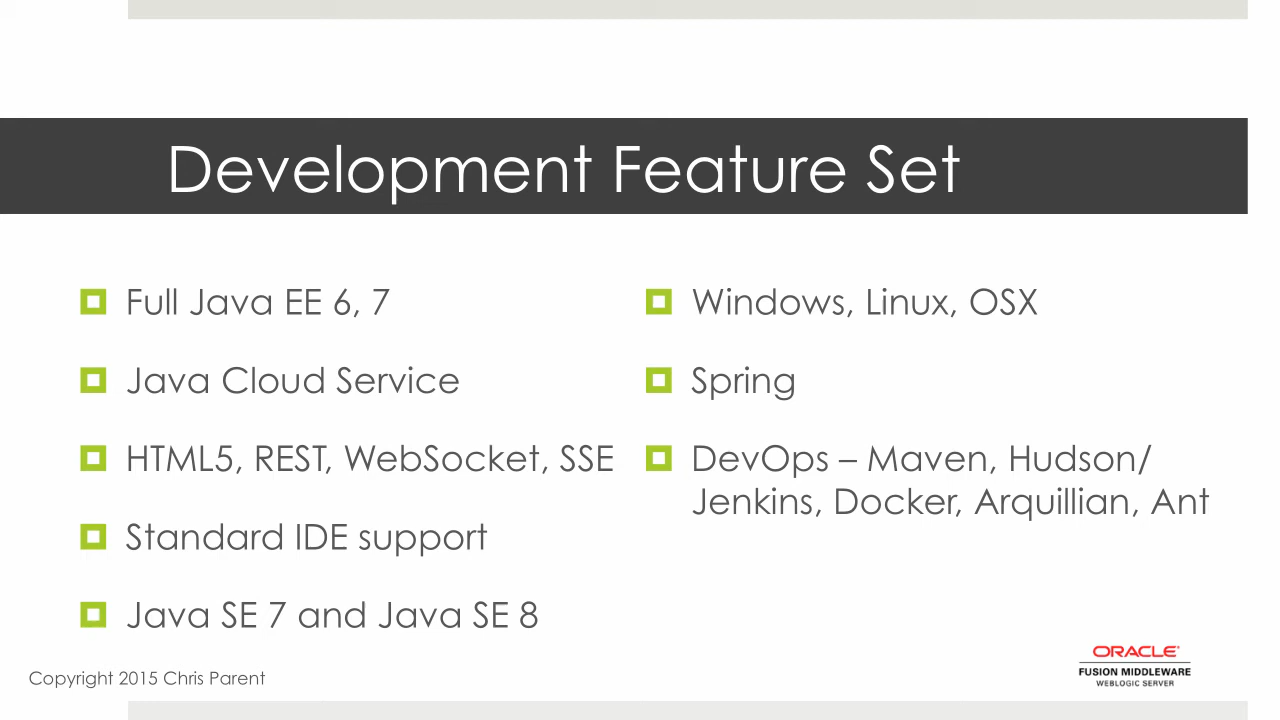 Development Feature Set
Full Java EE 6, 7
Java Cloud Service
HTML5, REST, WebSocket, SSE
Standard IDE support
Java SE 7 and Java SE 8
Windows, Linux, OSX
Spring
DevOps – Maven, Hudson/
Jenkins, Docker, Arquillian, Ant
Copyright 2015 Chris Parent
ORACLE®
FUSION MIDDLEWARE
WEBLOGIC SERVER